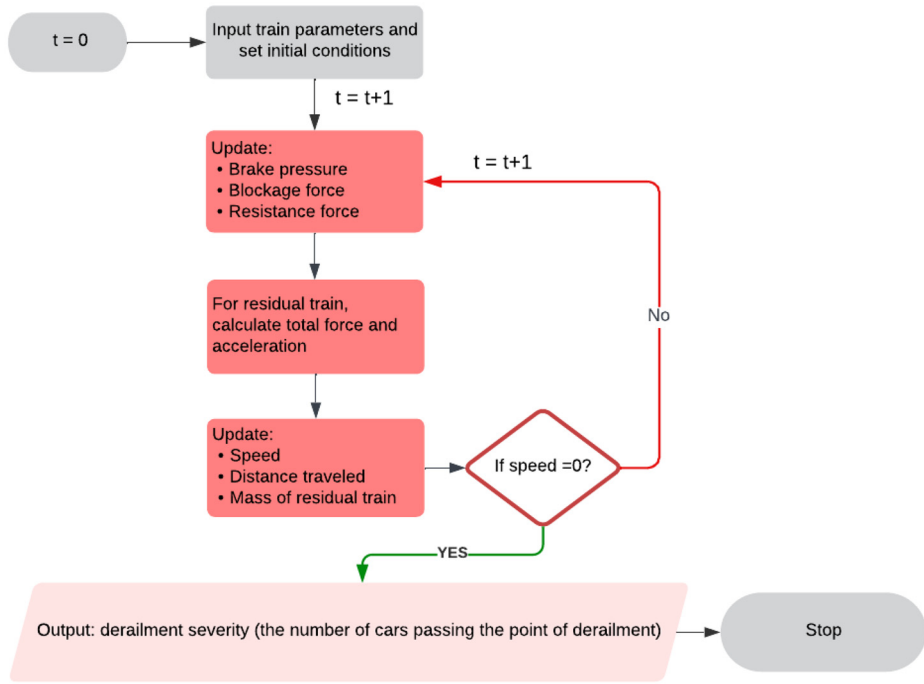 t = 0
Input train parameters and
set initial conditions
t = t+1
Update:
• Brake pressure
• Blockage force
• Resistance force
t = t+1
For residual train,
calculate total force and
acceleration
No
Update:
• Speed
• Distance traveled
• Mass of residual train
If speed =0?
YES
Output: derailment severity (the number of cars passing the point of derailment)
Stop